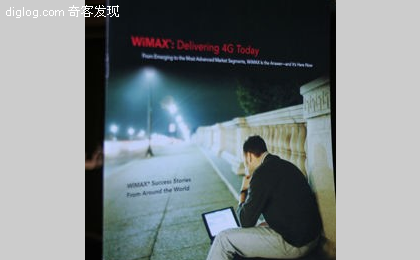 diglog.com 奇客发现
WiMAX™: Delivering 4G Today
From Emerging to the Most Advanced Market Segments, WiMAX Is the Answer—and It's Here Now
WiMAX® Success Stories
From Around the World